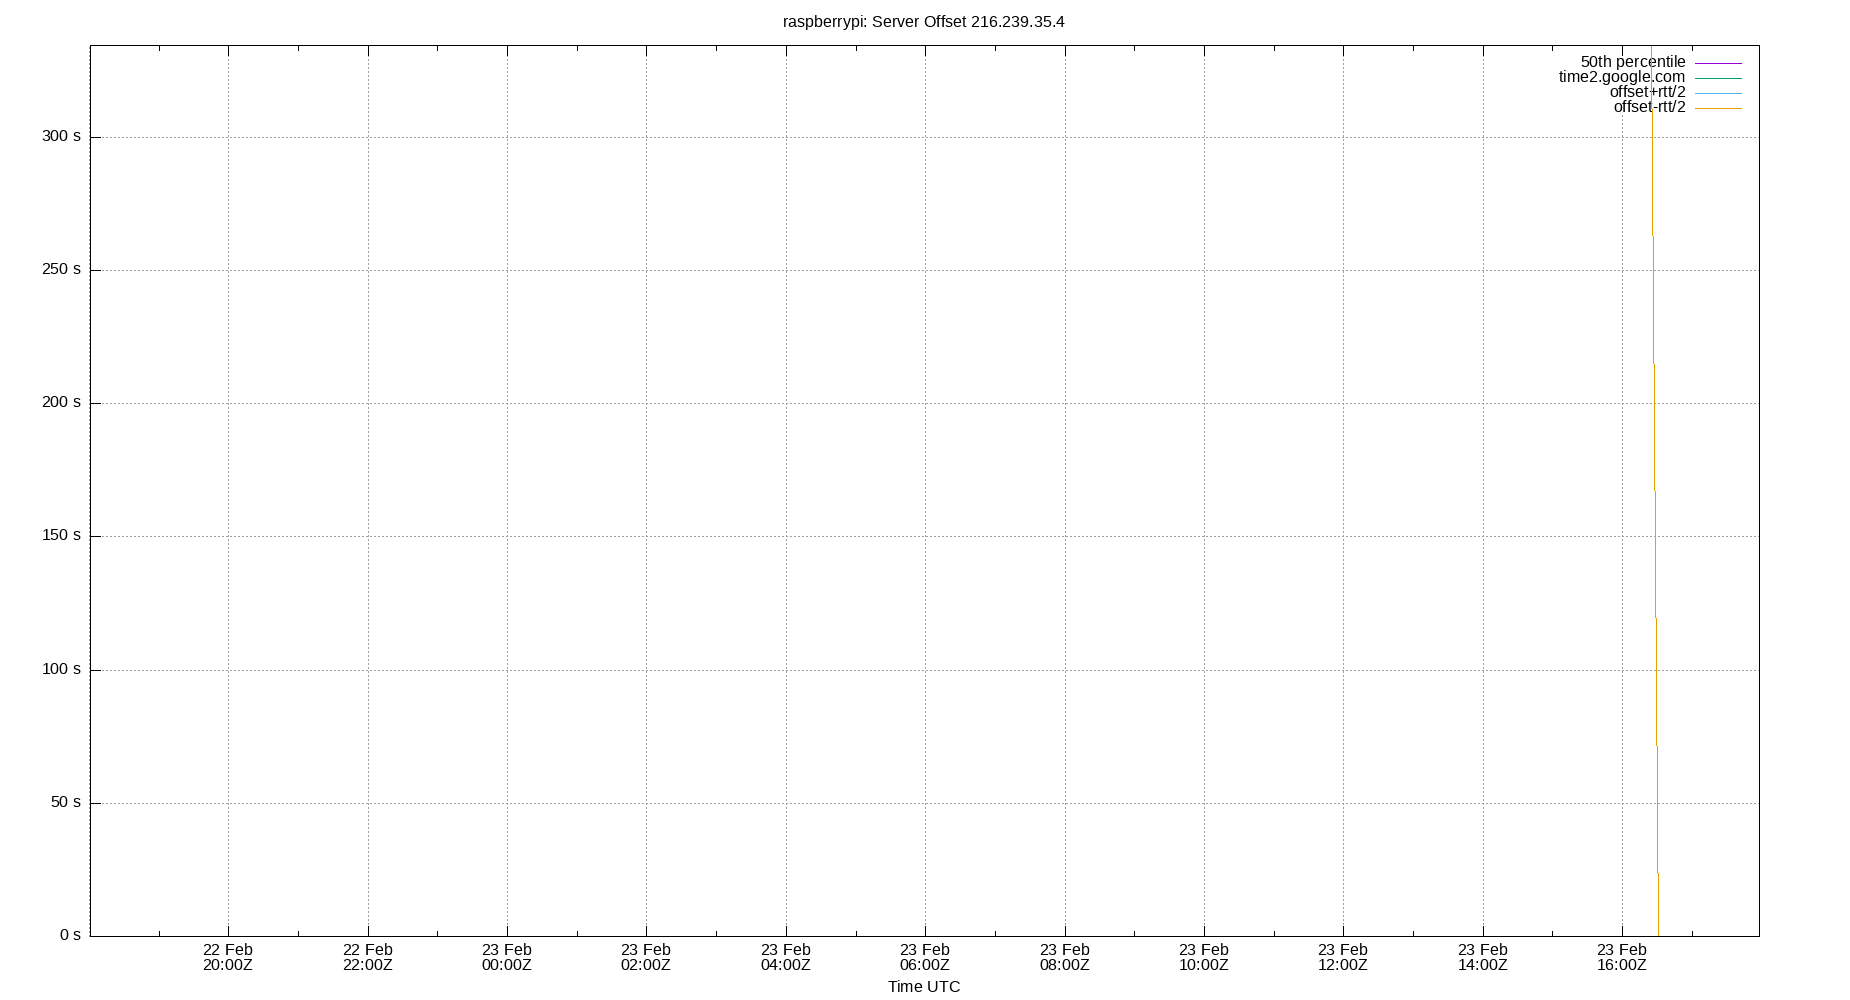 raspberrypi: Server Offset 216.239.35.4
50th percentile
time2.google.com
offset+rtt/2
offset-rtt/2
300 s
250 s
200 s
150 s
100 s
50 s
0 s
22 Feb 22 Feb 23 Feb 23 Feb 23 Feb 23 Feb 23 Feb 23 Feb 23 Feb 23 Feb 23 Feb
20:00Z 22:00Z 00:00Z 02:00Z 04:00Z 06:00Z 08:00Z 10:00Z 12:00Z 14:00Z 16:00Z
Time UTC